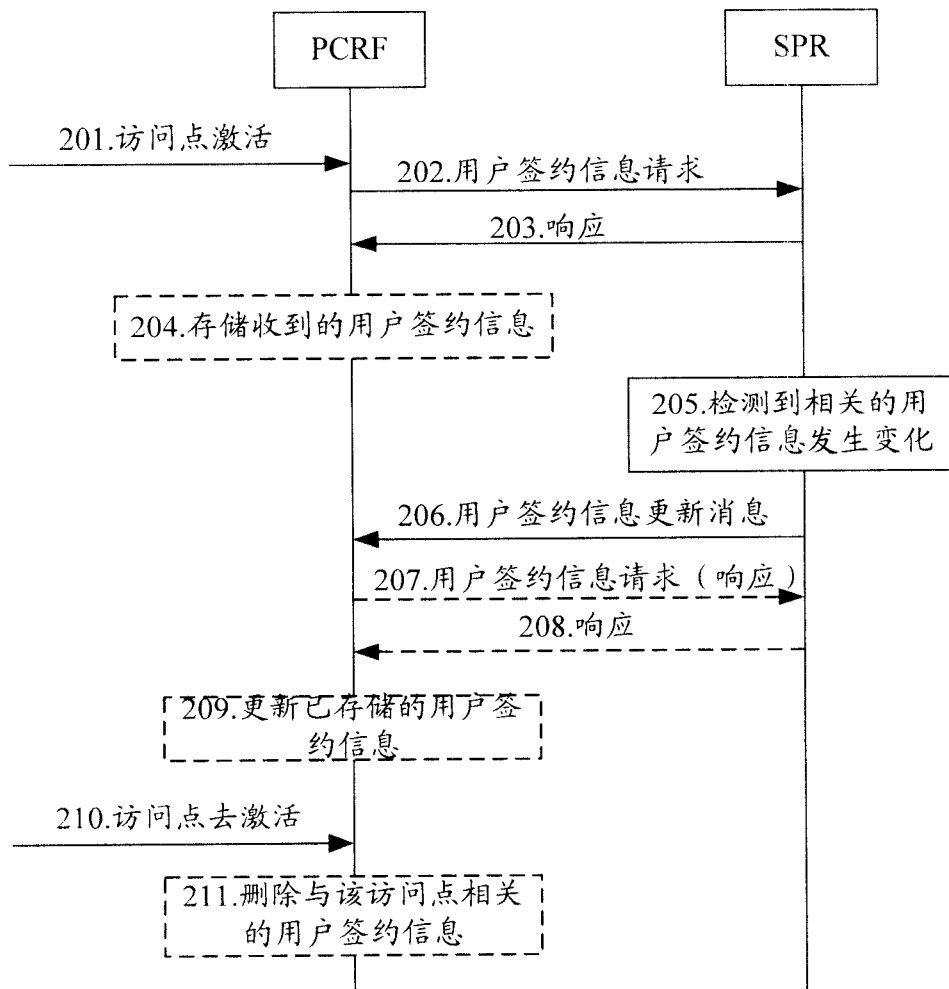 PCRF
SPR
201.访问点激活
202.用户签约信息请求
203.响应
204.存储收到的用户签约信息
205.检测到相关的用
户签约信息发生变化
206.用户签约信息更新消息
207.用户签约信息请求（响应）
208.响应
209.更新已存储的用户签
约信息
210.访问点去激活
211.删除与该访问点相关
的用户签约信息